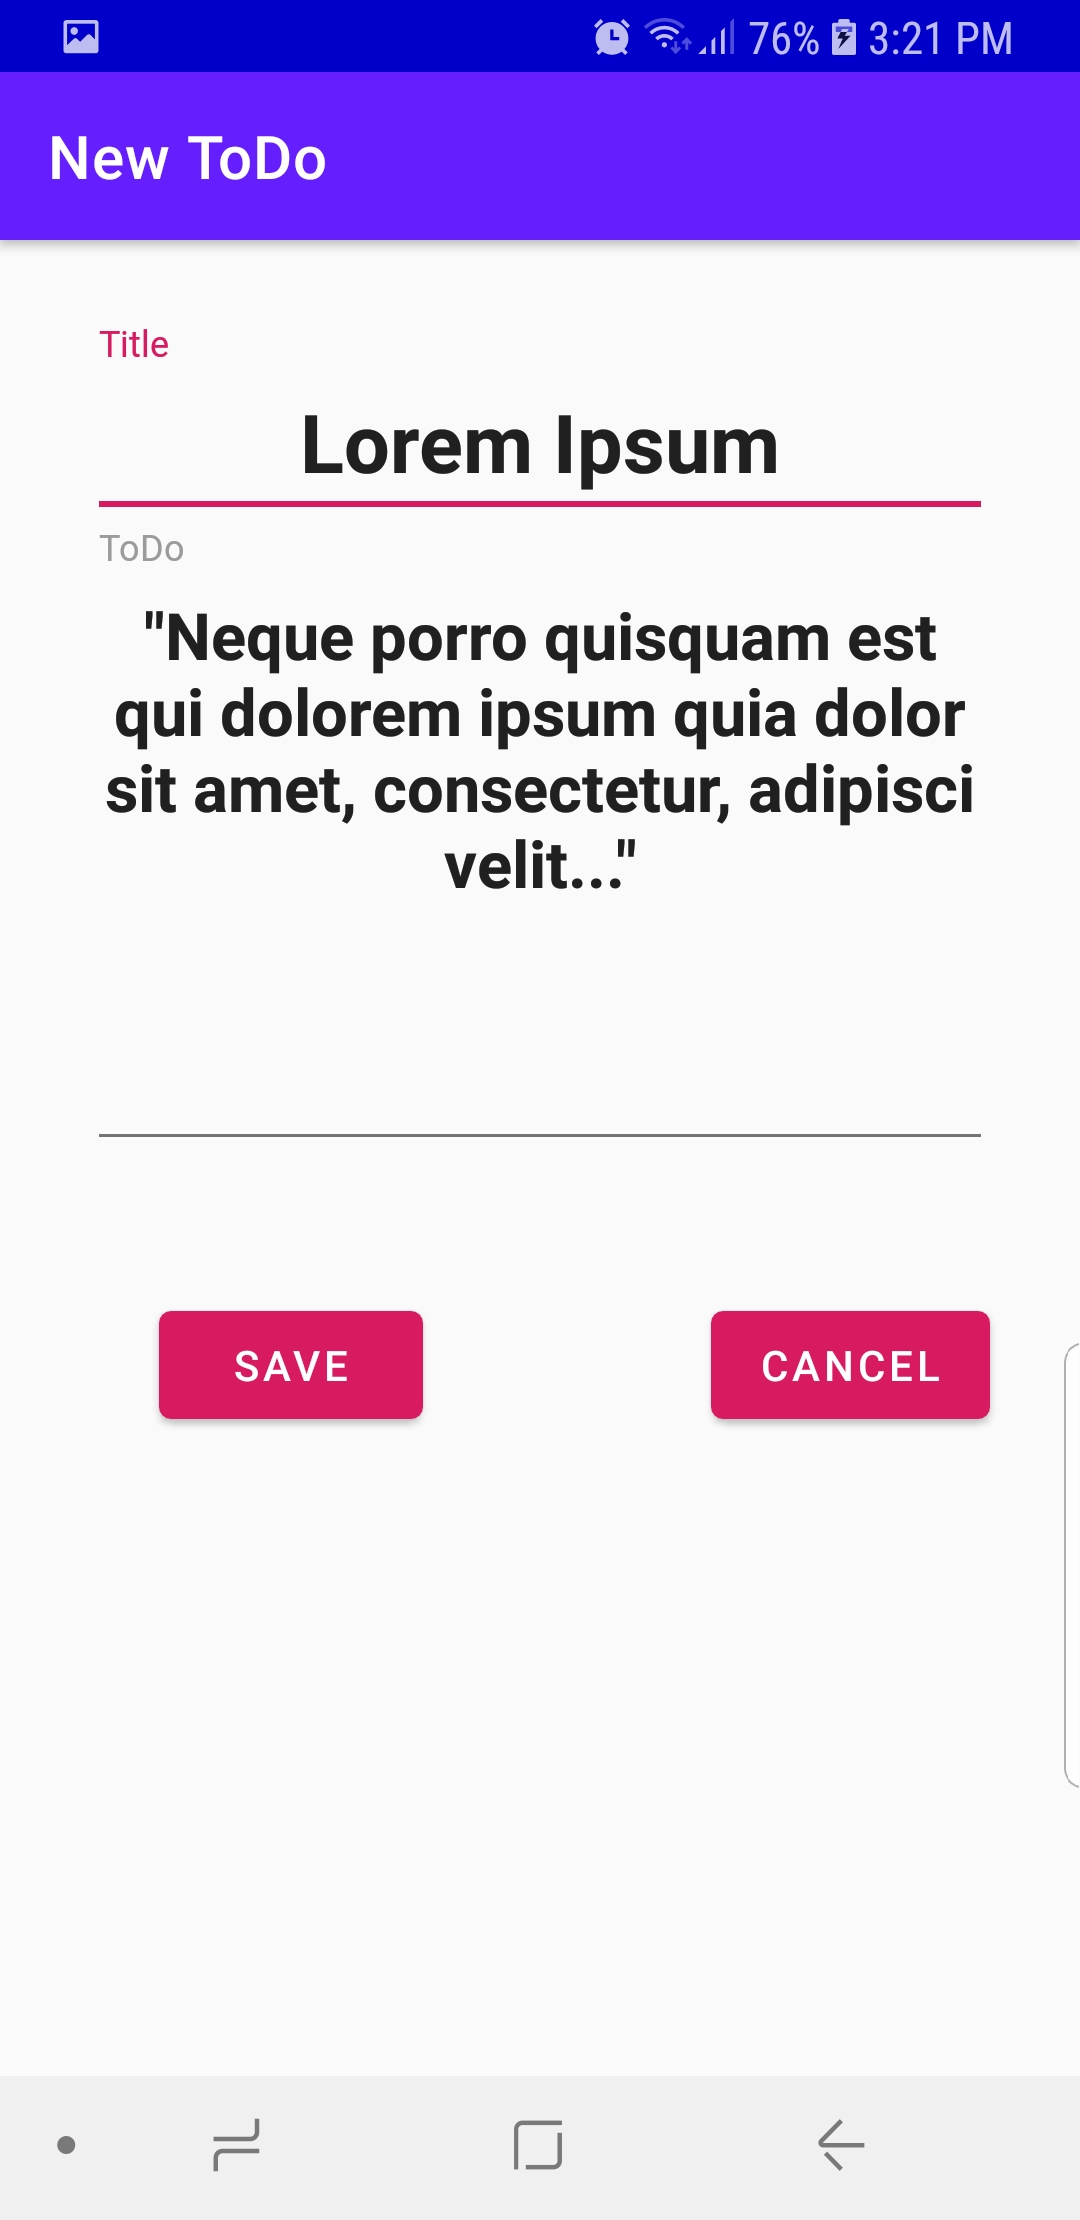 76% 3:21 PM
New ToDo
Title
Lorem Ipsum
ToDo
"Neque porro quisquam est
qui dolorem ipsum quia dolor
sit amet, consectetur, adipisci
velit..."
SAVE CANCEL